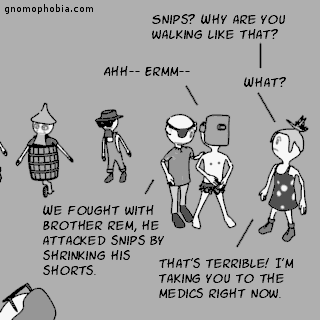 gnomophobia.com
SNIPS? WHY ARE YOU
WALKING LIKE THAT?
AHH-- ERMM--
WHAT?
WE FOUGHT WITH
BROTHER REM, HE
ATTACKED SNIPS BY
SHRINKING HIS
SHORTS.
THAT'S TERRIBLE! I'M
TAKING YOU TO THE
MEDICS RIGHT NOW.